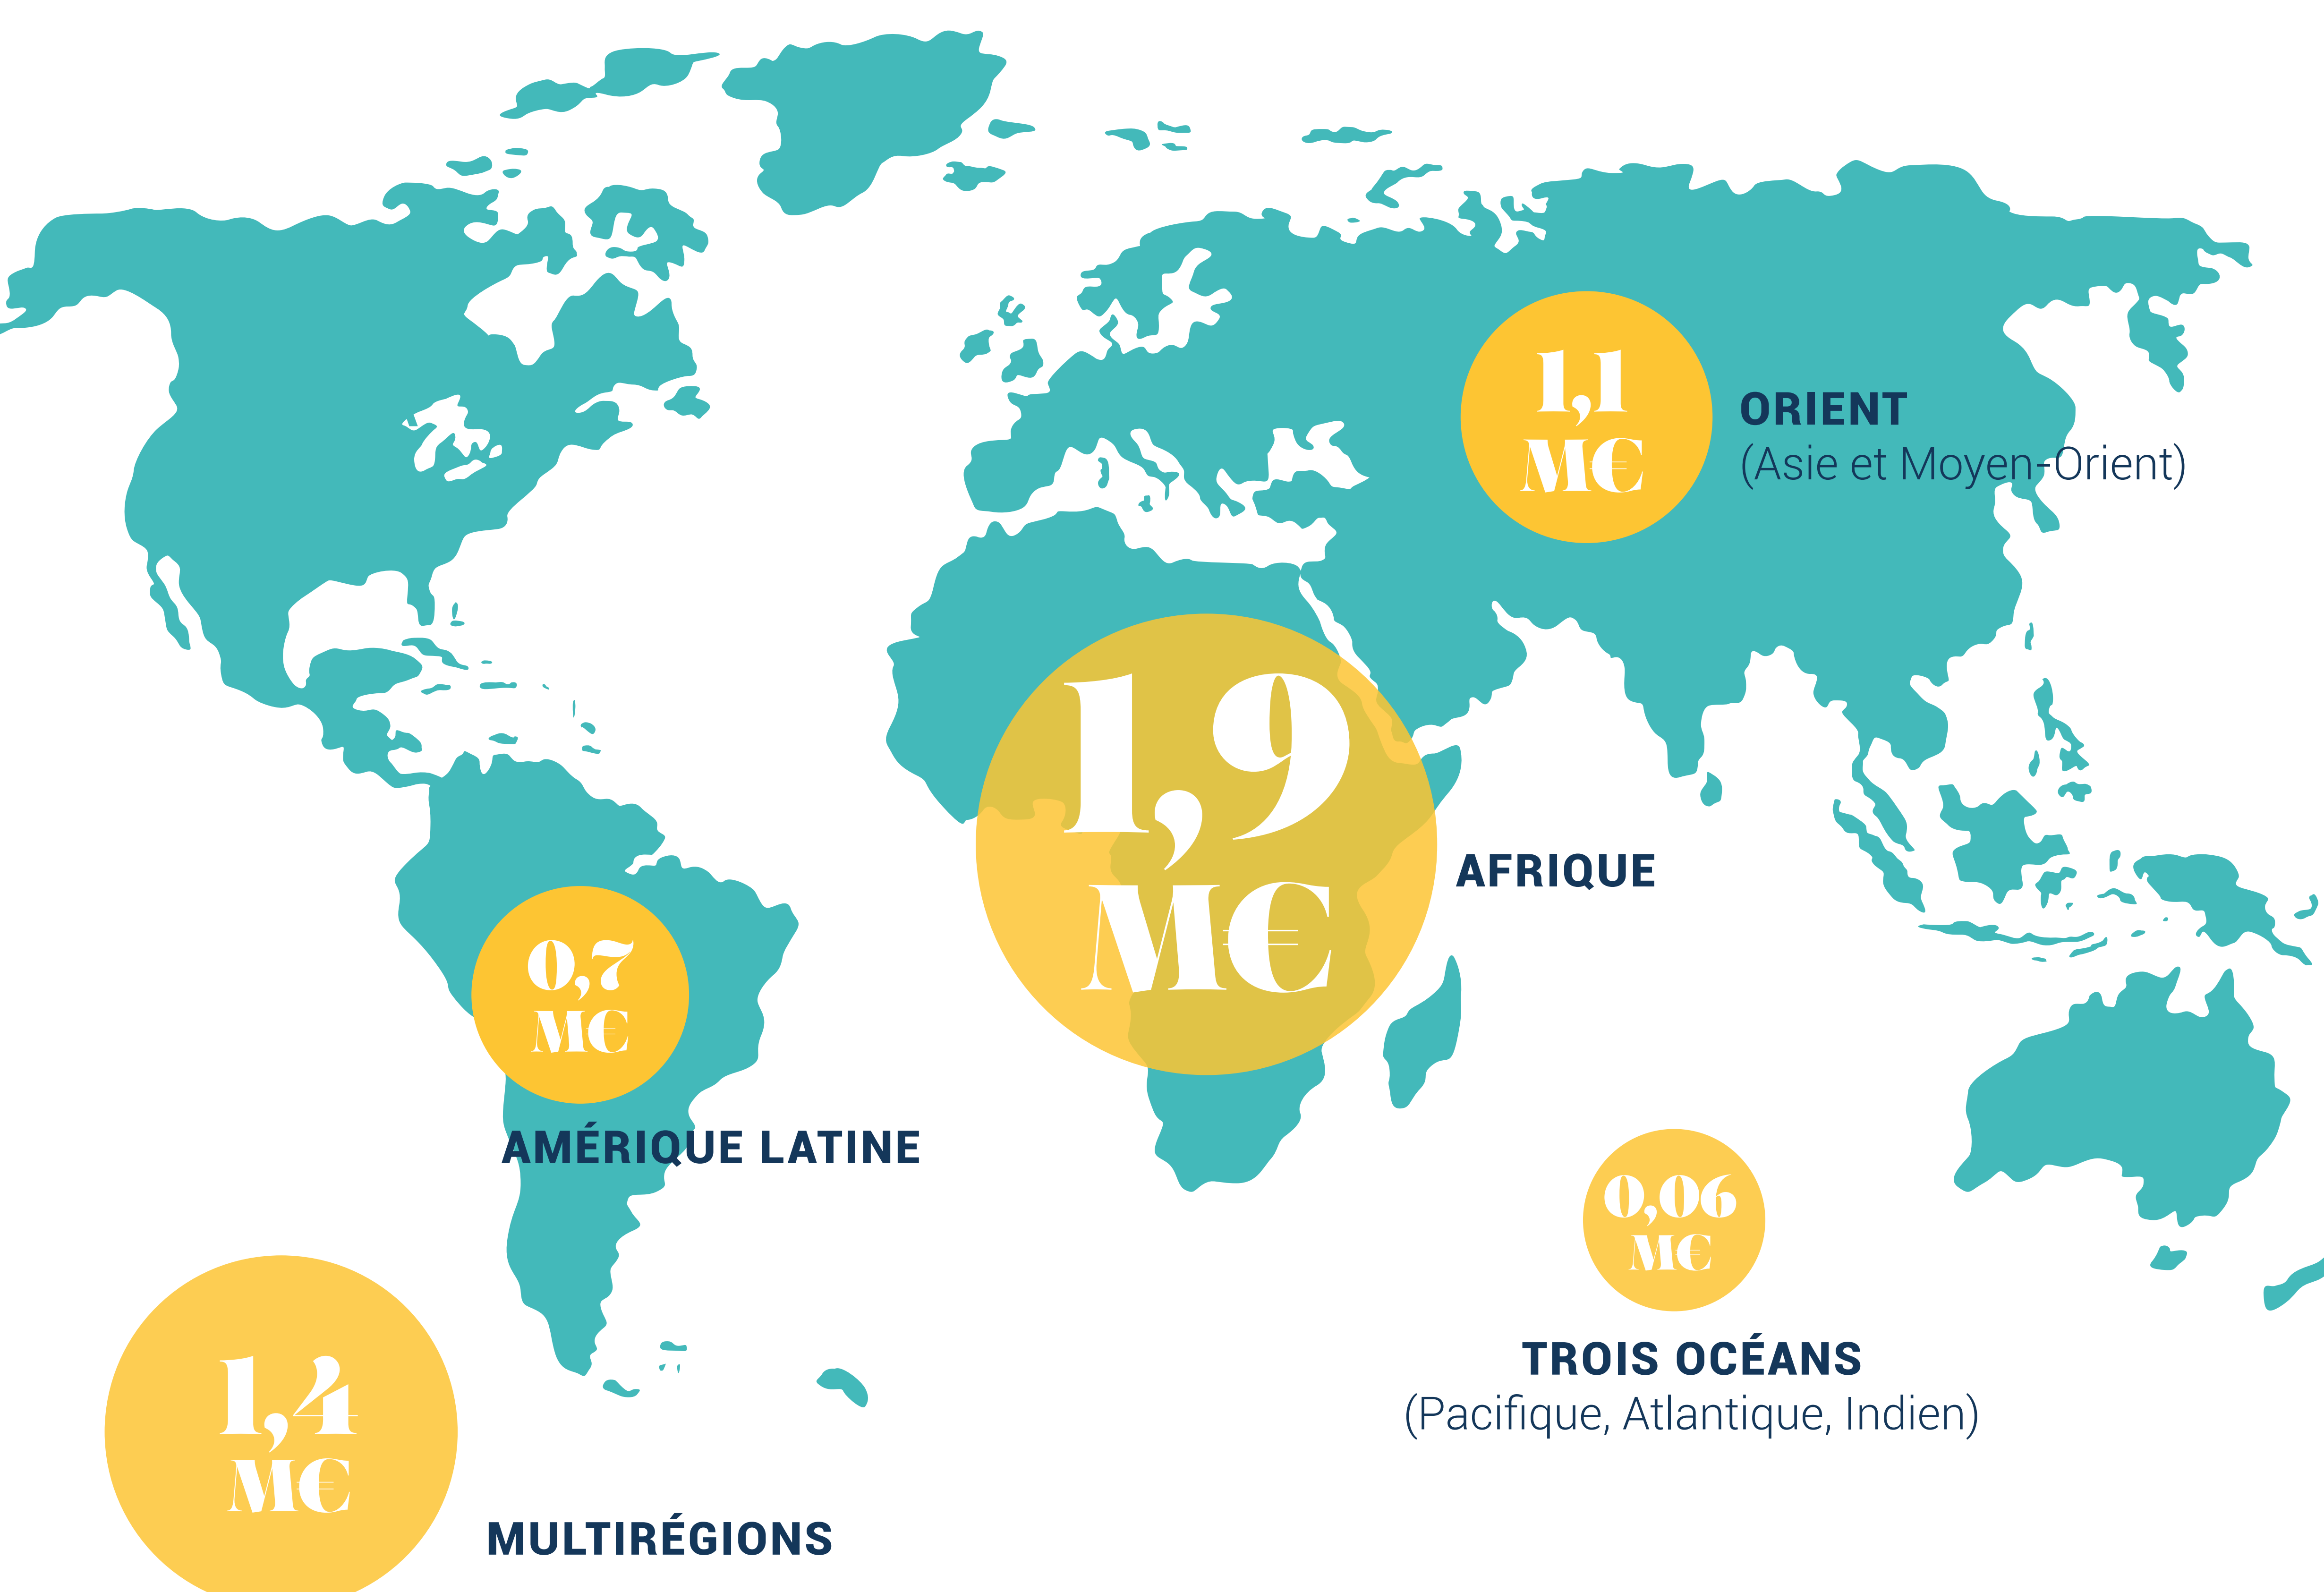 1,1
M€
ORIENT
(Asie et Moyen-Orient)
1,9
M€
AFRIQUE
0,7
M€
AMÉRIQUE LATINE
0,06
M€
TROIS OCÉANS
(Pacifique, Atlantique, Indien)
1,4
M€
MULTIRÉGIONS